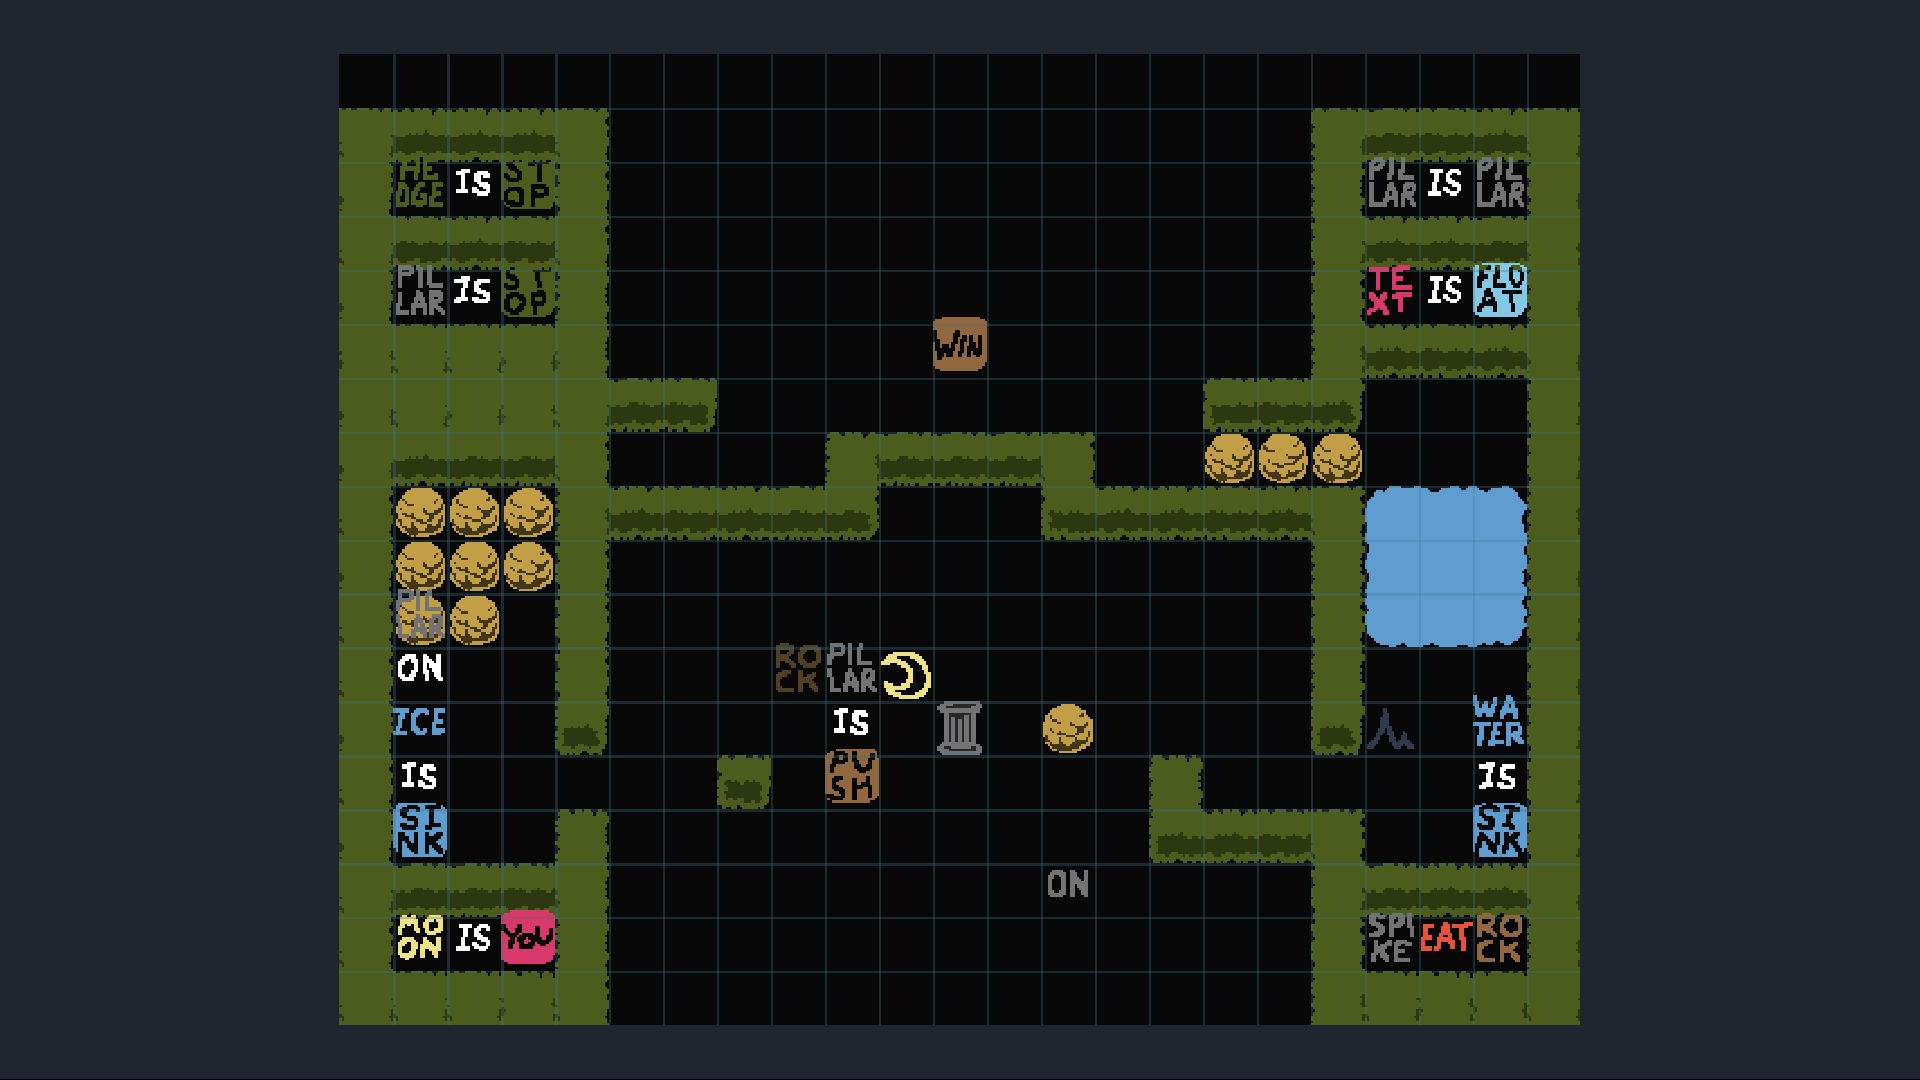 HEDGE IS STOP
PILLAR IS PILLAR
PILLAR IS STOP
TEXT IS FLOAT
WIN
PILLAR
ON
ICE
IS
SINK
ROCK PILLAR
IS
PUSH
WATER
IS
SINK
ON
MOON IS YOU
SPIKE EAT ROCK